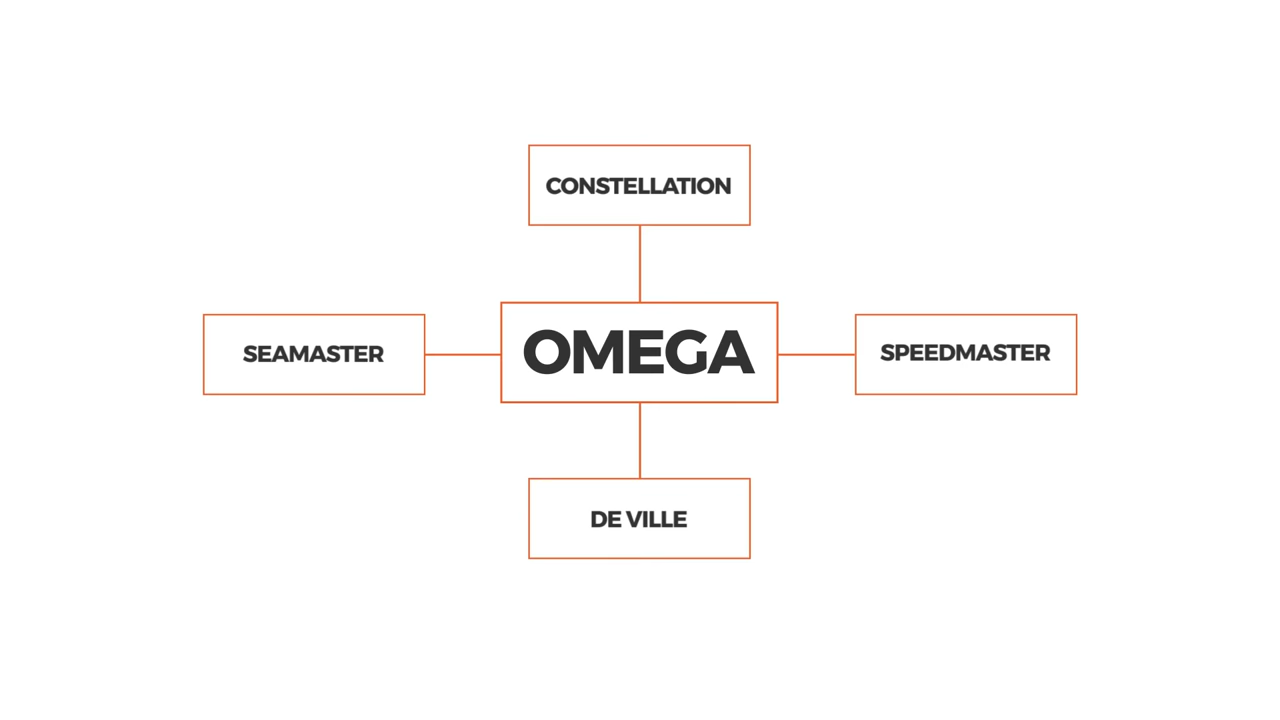 CONSTELLATION
SEAMASTER
OMEGA
SPEEDMASTER
DE VILLE